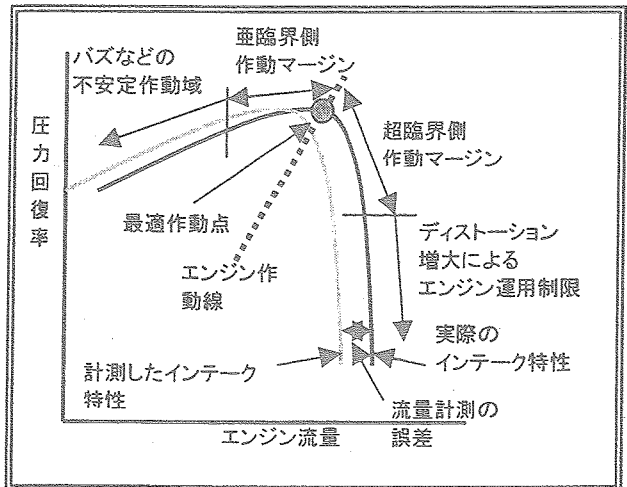 バズなどの
不安定作動域
亜臨界側
作動マージン
圧力回復率
超臨界側
作動マージン
最適作動点
エンジン作
動線
ディストーション
増大による
エンジン運用制限
実際の
インテーク特性
計測したインテーク
特性
流量計測の
誤差
エンジン流量